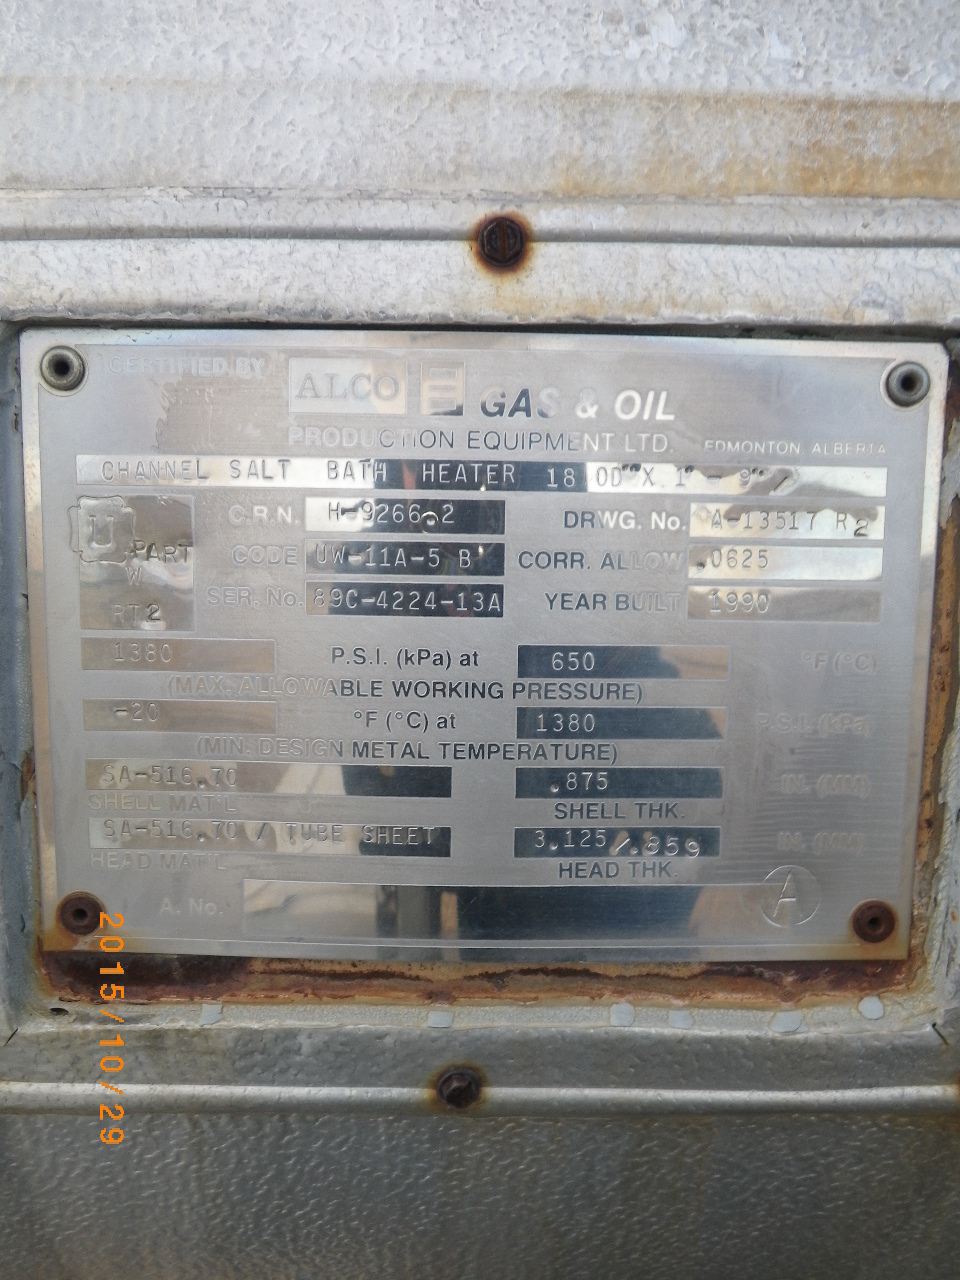 CERTIFIED BY ALCO GAS & OIL
PRODUCTION EQUIPMENT LTD. EDMONTON, ALBERTA
CHANNEL SALT BATH HEATER 18 OD" X 1' - 9"
U PART
W
RT2
C.R.N. H-9266.2 DRWG. No. A-13517 R2
CODE UW-11A-5 B CORR. ALLOW .0625
SER. No. 89C-4224-13A YEAR BUILT 1990
1380 P.S.I. (kPa) at 650 °F (°C)
(MAX. ALLOWABLE WORKING PRESSURE)
-20 °F (°C) at 1380 P.S.I. (kPa)
(MIN. DESIGN METAL TEMPERATURE)
SA-516.70 .875 IN. (MM)
SHELL MAT'L SHELL THK.
SA-516.70 / TUBE SHEET 3.125/.859 IN. (MM)
HEAD MAT'L HEAD THK.
A. No. A
2015/10/29